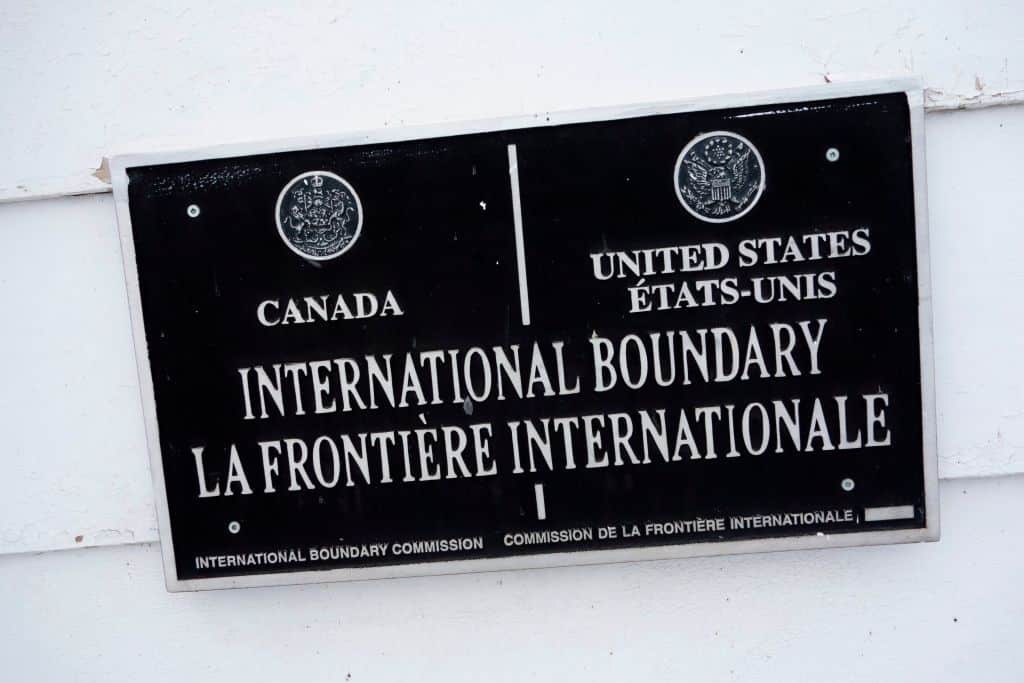 CANADA
UNITED STATES
ÉTATS-UNIS
INTERNATIONAL BOUNDARY
LA FRONTIÈRE INTERNATIONALE
INTERNATIONAL BOUNDARY COMMISSION
COMMISSION DE LA FRONTIÈRE INTERNATIONALE